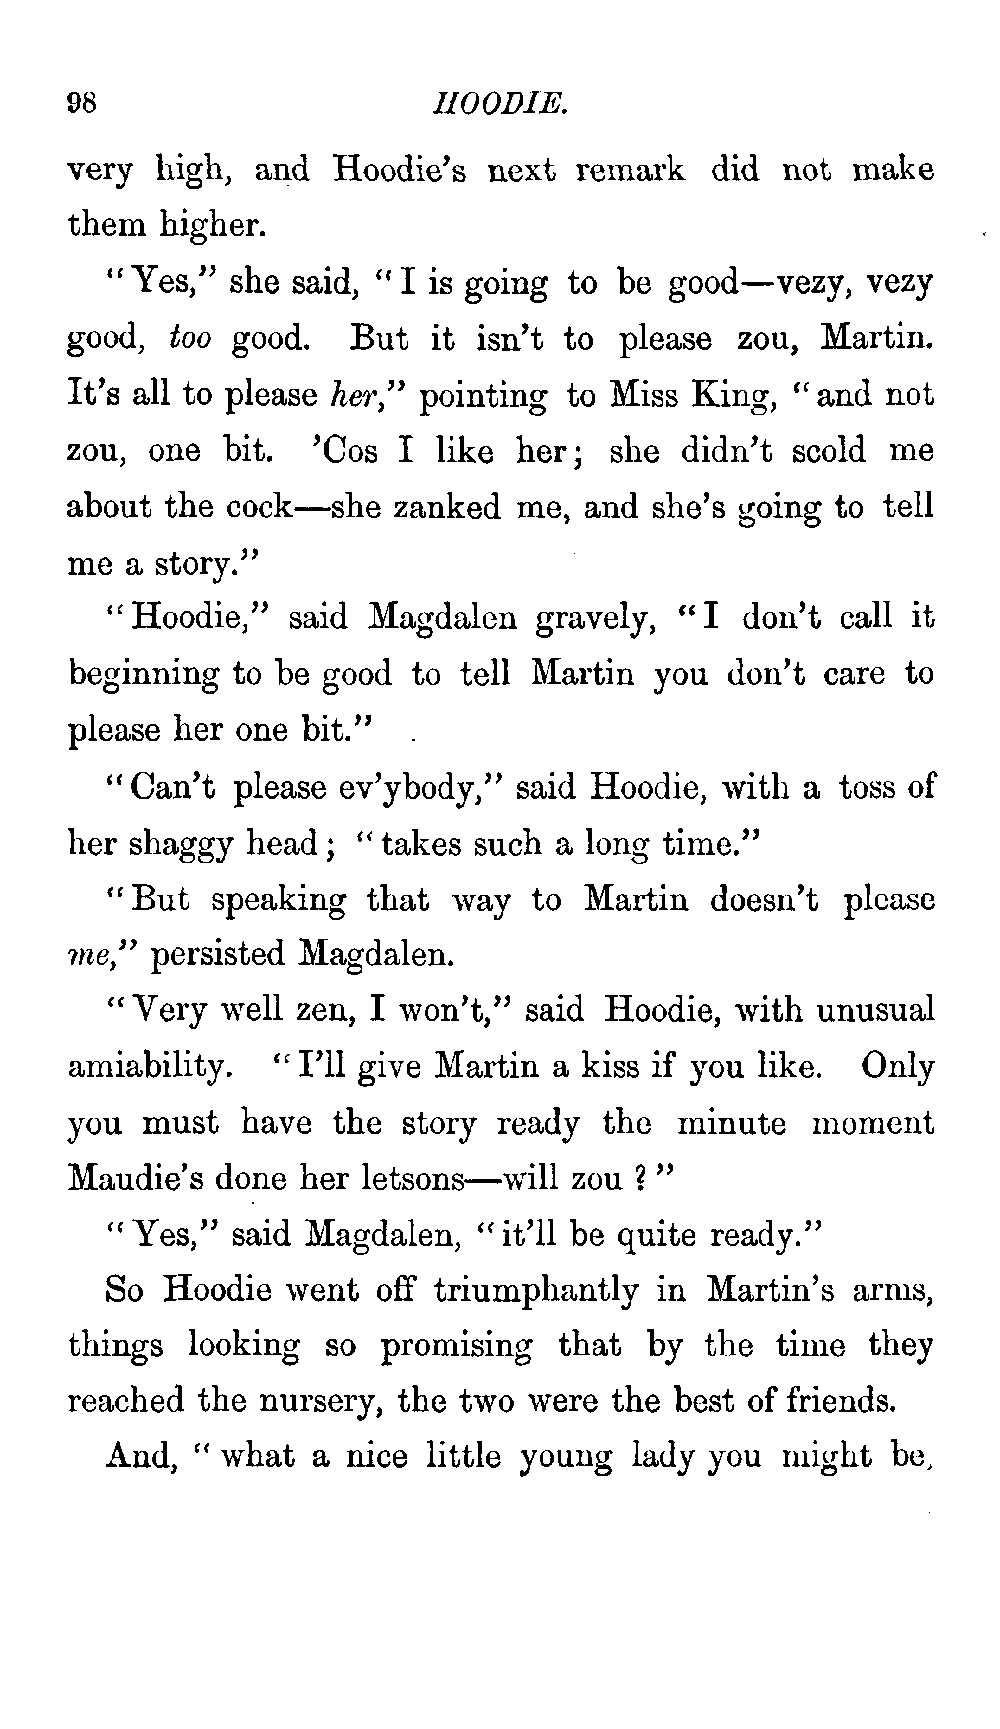 98 HOODIE.
very high, and Hoodie's next remark did not make
them higher.
"Yes," she said, "I is going to be good—vezy, vezy
good, too good. But it isn't to please zou, Martin.
It's all to please her," pointing to Miss King, "and not
zou, one bit. 'Cos I like her; she didn't scold me
about the cock—she zanked me, and she's going to tell
me a story."
"Hoodie," said Magdalen gravely, "I don't call it
beginning to be good to tell Martin you don't care to
please her one bit."
"Can't please ev'ybody," said Hoodie, with a toss of
her shaggy head; "takes such a long time."
"But speaking that way to Martin doesn't please
me," persisted Magdalen.
"Very well zen, I won't," said Hoodie, with unusual
amiability. "I'll give Martin a kiss if you like. Only
you must have the story ready the minute moment
Maudie's done her letsons—will zou?"
"Yes," said Magdalen, "it'll be quite ready."
So Hoodie went off triumphantly in Martin's arms,
things looking so promising that by the time they
reached the nursery, the two were the best of friends.
And, "what a nice little young lady you might be,